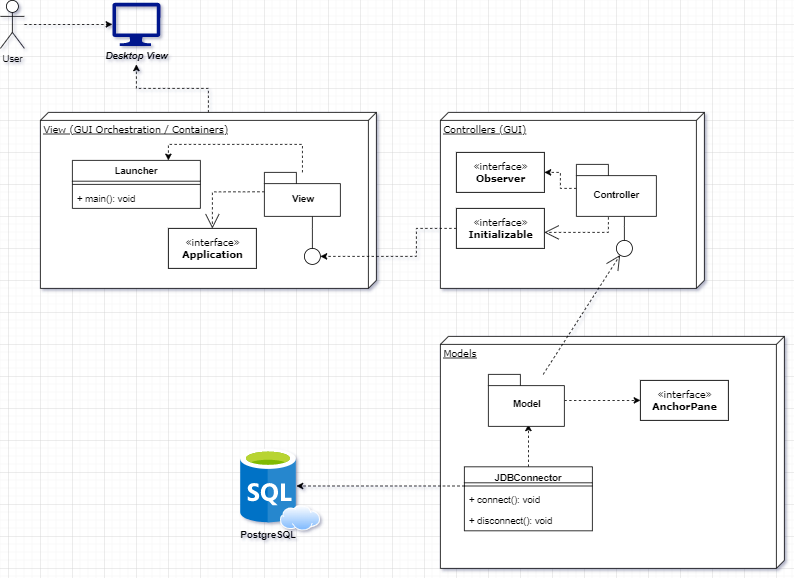 User
Desktop View
View (GUI Orchestration / Containers)
Launcher
+ main(): void
View
«interface»
Application
Controllers (GUI)
«interface»
Observer
Controller
«interface»
Initializable
Models
Model
«interface»
AnchorPane
JDBConnector
+ connect(): void
+ disconnect(): void
SQL
PostgreSQL